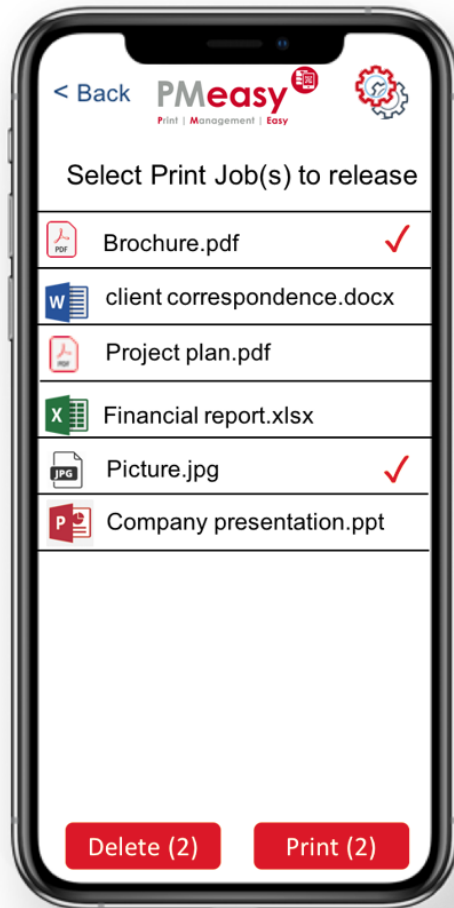 < Back
PMeasy
Print | Management | Easy
Select Print Job(s) to release
PDF
Brochure.pdf
W
client correspondence.docx
Project plan.pdf
X
Financial report.xlsx
JPG
Picture.jpg
P
Company presentation.ppt
Delete (2)
Print (2)